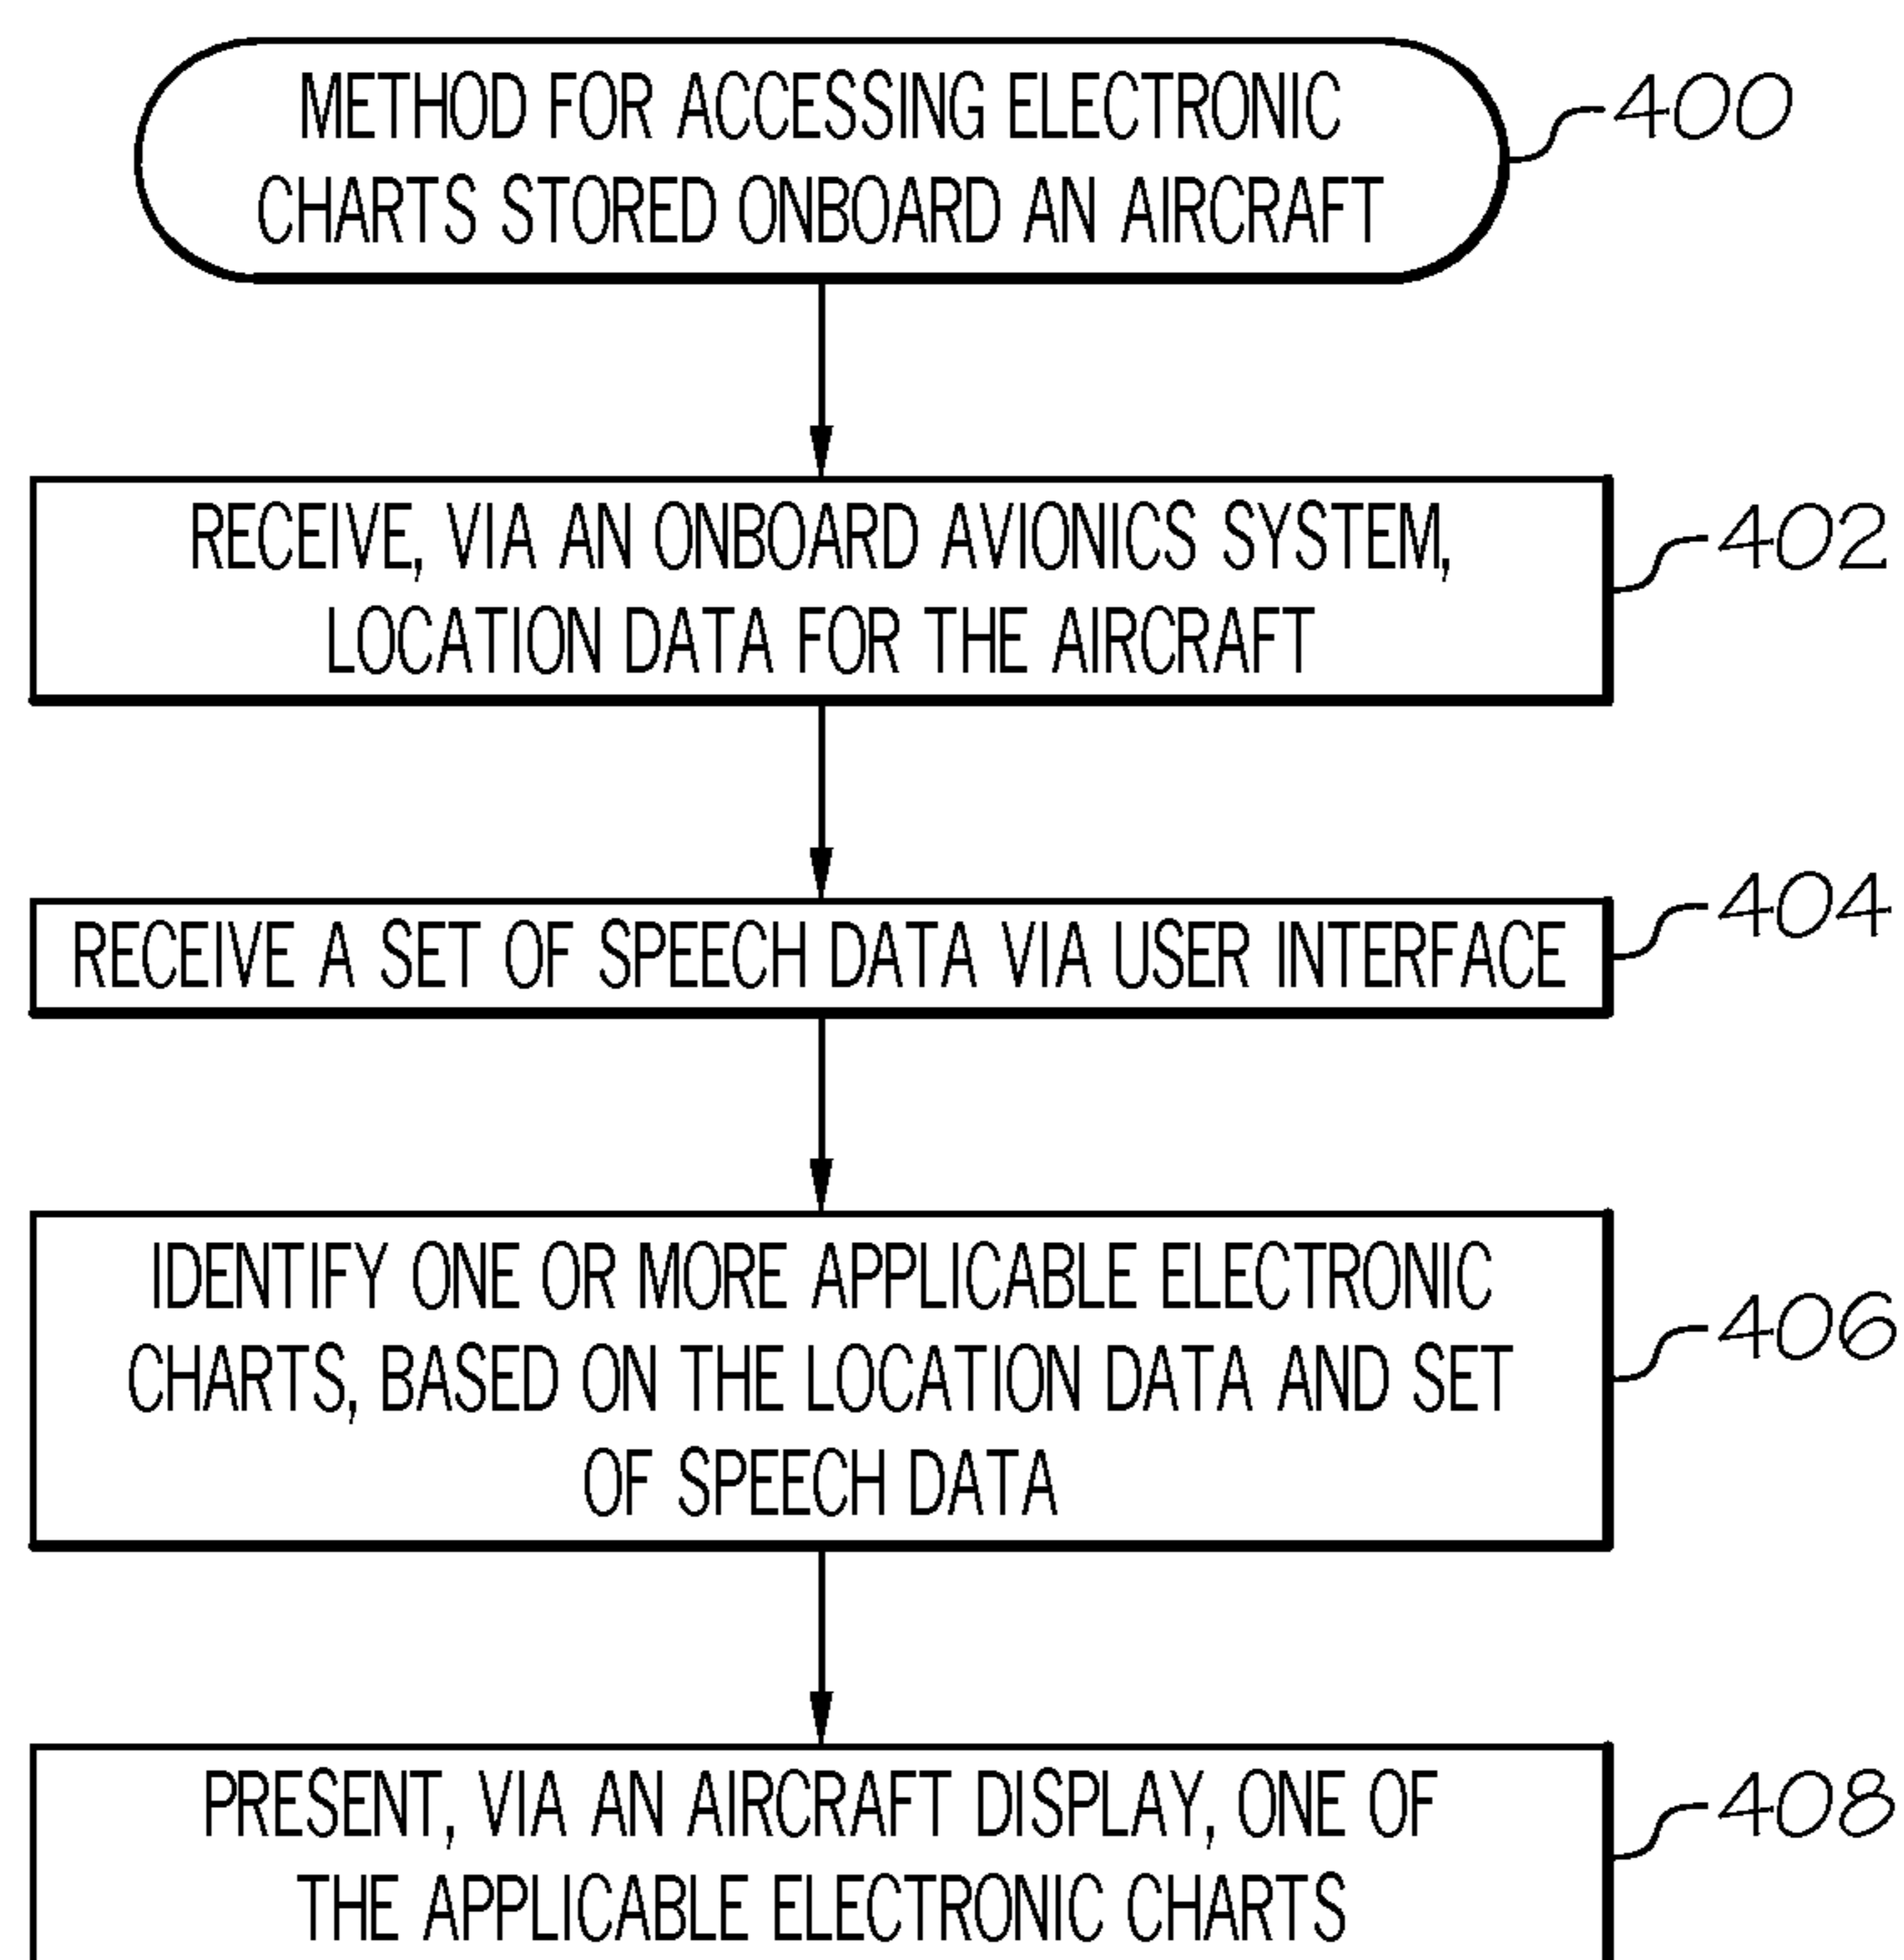 METHOD FOR ACCESSING ELECTRONIC
CHARTS STORED ONBOARD AN AIRCRAFT
400
RECEIVE, VIA AN ONBOARD AVIONICS SYSTEM,
LOCATION DATA FOR THE AIRCRAFT
402
RECEIVE A SET OF SPEECH DATA VIA USER INTERFACE
404
IDENTIFY ONE OR MORE APPLICABLE ELECTRONIC
CHARTS, BASED ON THE LOCATION DATA AND SET
OF SPEECH DATA
406
PRESENT, VIA AN AIRCRAFT DISPLAY, ONE OF
THE APPLICABLE ELECTRONIC CHARTS
408